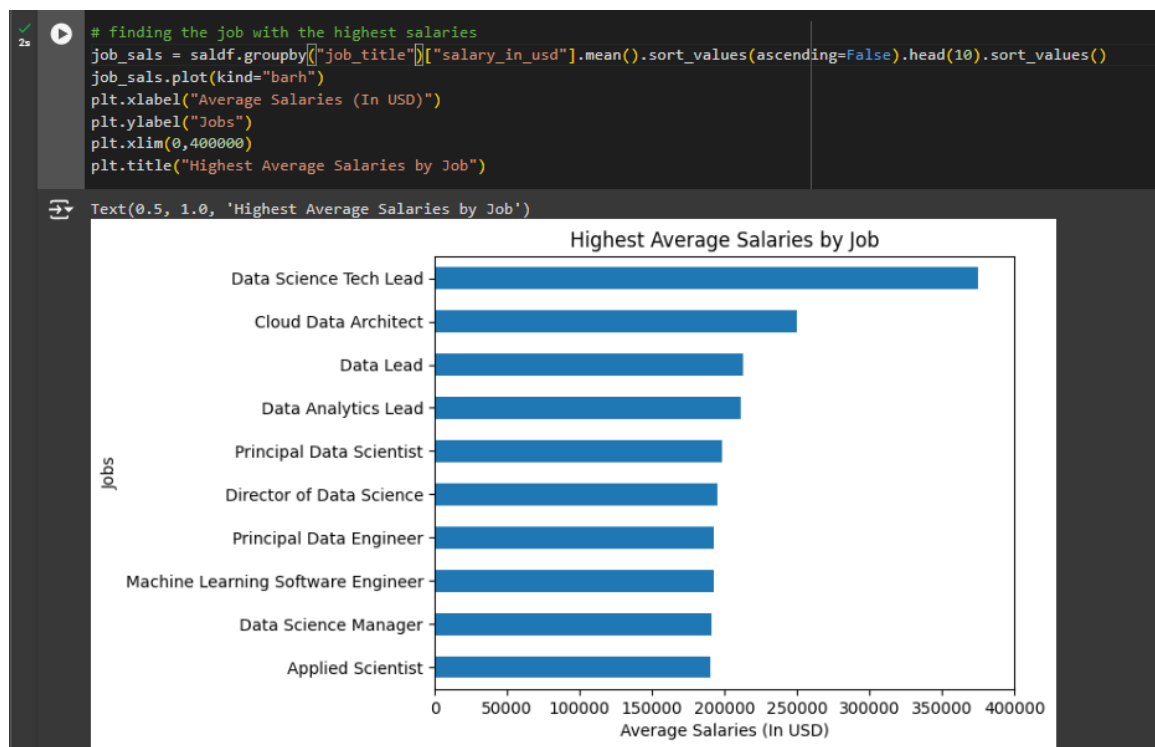 2s
# finding the job with the highest salaries
job_sals = saldf.groupby("job_title")["salary_in_usd"].mean().sort_values(ascending=False).head(10).sort_values()
job_sals.plot(kind="barh")
plt.xlabel("Average Salaries (In USD)")
plt.ylabel("Jobs")
plt.xlim(0,400000)
plt.title("Highest Average Salaries by Job")
Text(0.5, 1.0, 'Highest Average Salaries by Job')
Highest Average Salaries by Job
Data Science Tech Lead
Cloud Data Architect
Data Lead
Data Analytics Lead
Principal Data Scientist
Director of Data Science
Principal Data Engineer
Machine Learning Software Engineer
Data Science Manager
Applied Scientist
Jobs
0 50000 100000 150000 200000 250000 300000 350000 400000
Average Salaries (In USD)